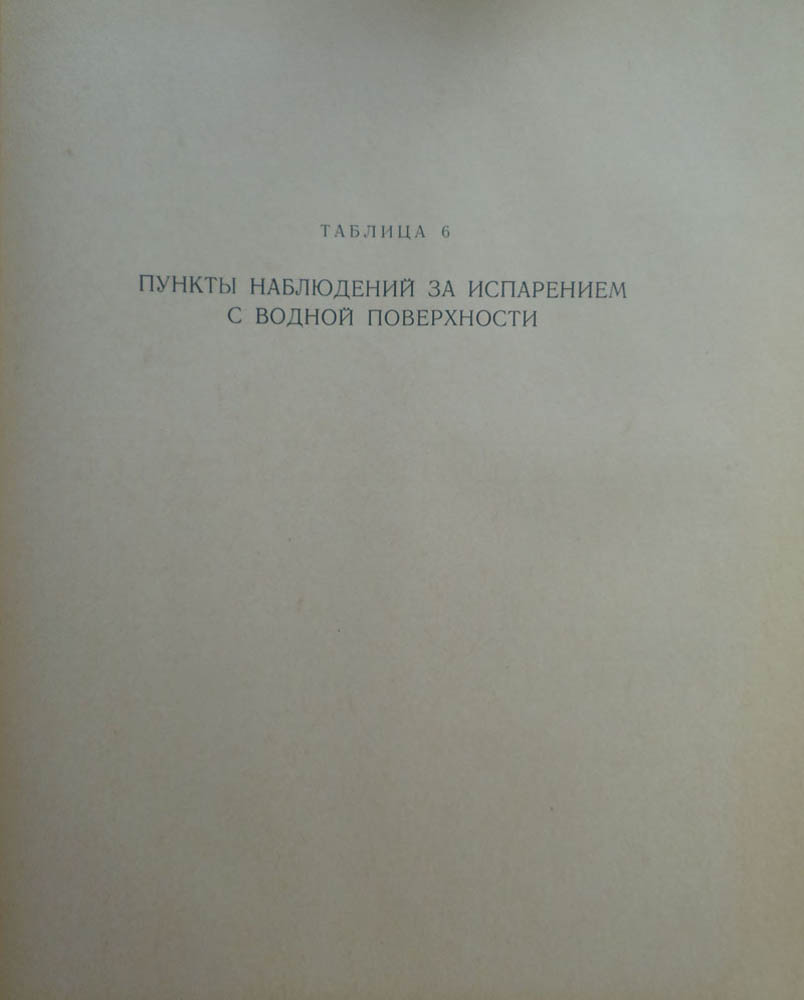 ТАБЛИЦА 6
ПУНКТЫ НАБЛЮДЕНИЙ ЗА ИСПАРЕНИЕМ
С ВОДНОЙ ПОВЕРХНОСТИ